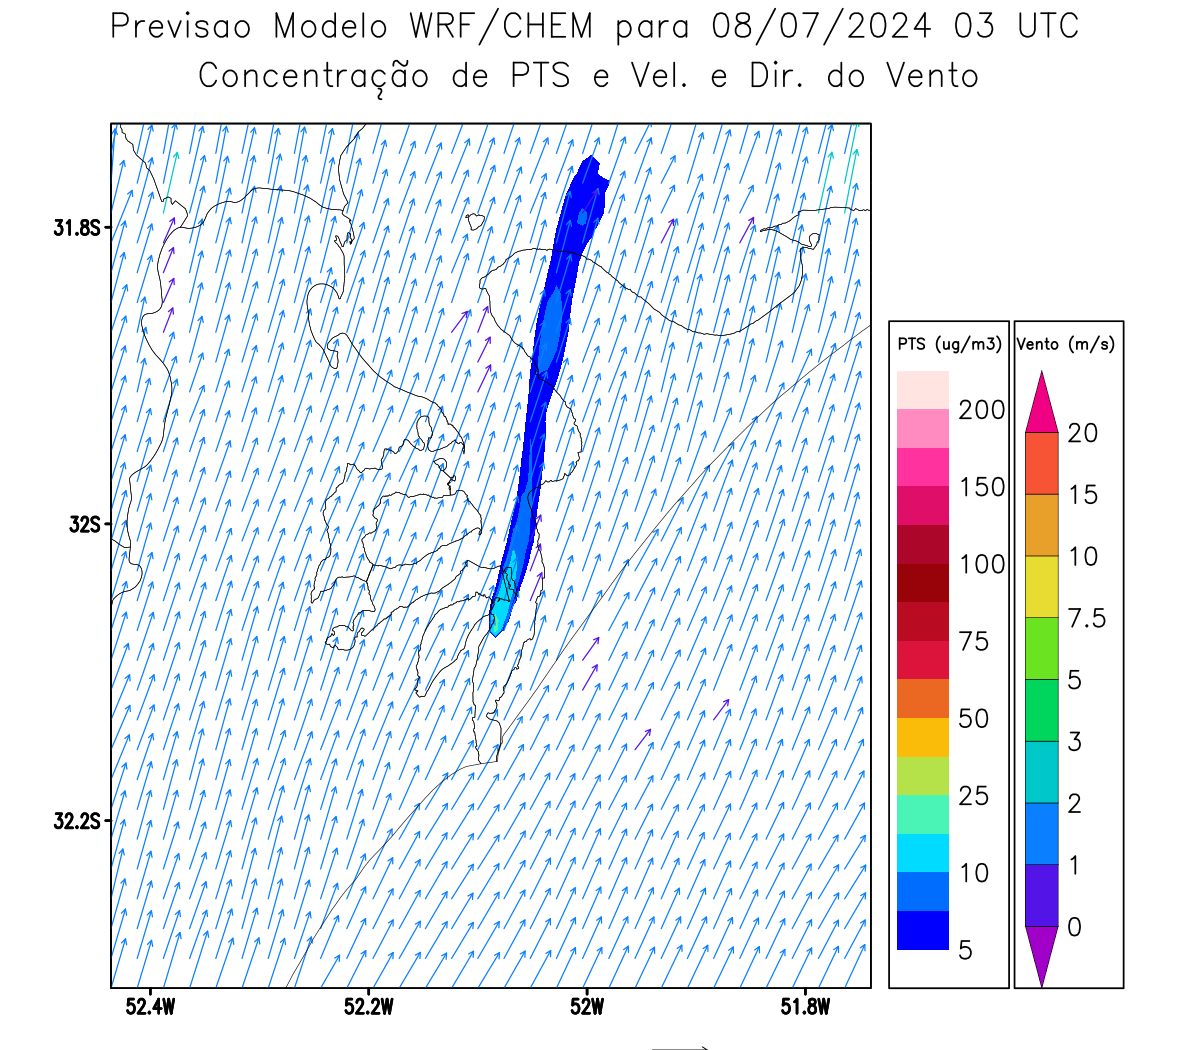 Previsao Modelo WRF/CHEM para 08/07/2024 03 UTC
Concentração de PTS e Vel. e Dir. do Vento
31.8S
32S
32.2S
52.4W
52.2W
52W
51.8W
PTS (ug/m3)
200
150
100
75
50
25
10
5
Vento (m/s)
20
15
10
7.5
5
3
2
1
0